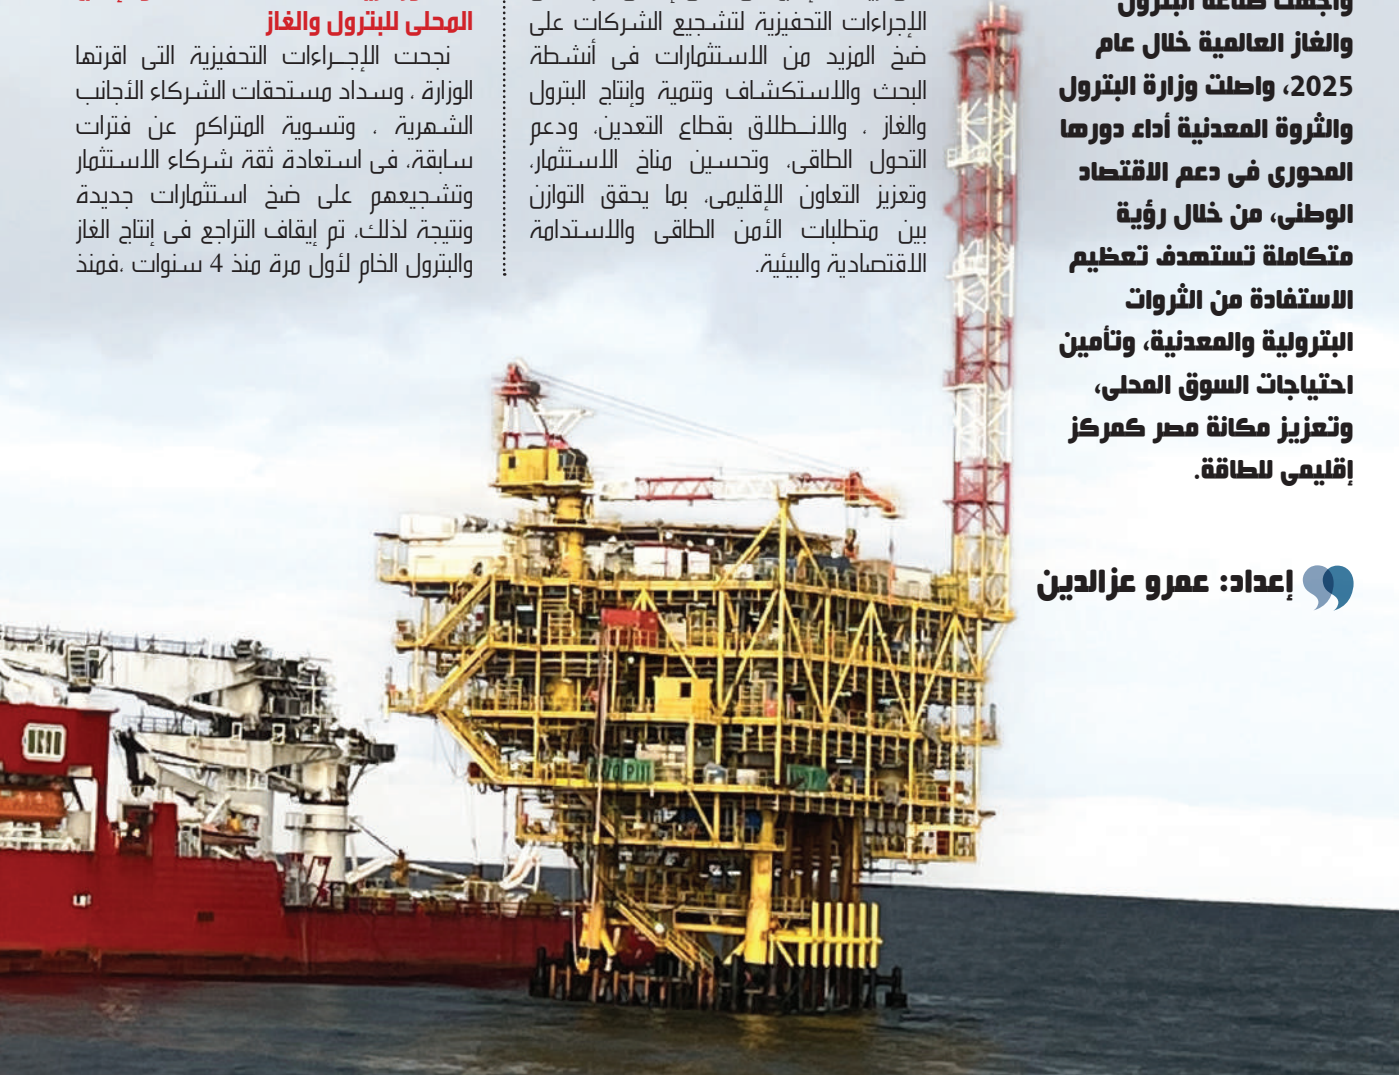 واجهت صناعة البترول
والغاز العالمية خلال عام
2025، واصلت وزارة البترول
والثروة المعدنية أداء دورها
المحورى فى دعم الاقتصاد
الوطنى، من خلال رؤية
متكاملة تستهدف تعظيم
الاستفادة من الثروات
البترولية والمعدنية، وتأمين
احتياجات السوق المحلى،
وتعزيز مكانة مصر كمركز
إقليمى للطاقة.
إعداد: عمرو عزالدين
الإجراءات التحفيزية لتشجيع الشركات على
ضخ المزيد من الاستثمارات فى أنشطة
البحث والاستكشاف وتنمية وإنتاج البترول
والغاز ، والانــطلاق بقطاع التعدين، ودعم
التحول الطاقى، وتحسين مناخ الاستثمار،
وتعزيز التعاون الإقليمى، بما يحقق التوازن
بين متطلبات الأمن الطاقى والاستدامة
الاقتصادية والبيئية.
المحلى للبترول والغاز
نجحت الإجــراءات التحفيزية التى اقرتها
الوزارة ، وسداد مستحقات الشركاء الأجانب
الشهرية ، وتسوية المتراكم عن فترات
سابقة، فى استعادة ثقة شركاء الاستثمار
وتشجيعهم على ضخ استثمارات جديدة
ونتيجة لذلك، تم إيقاف التراجع فى إنتاج الغاز
والبترول الخام لأول مرة منذ 4 سنوات ،فمنذ